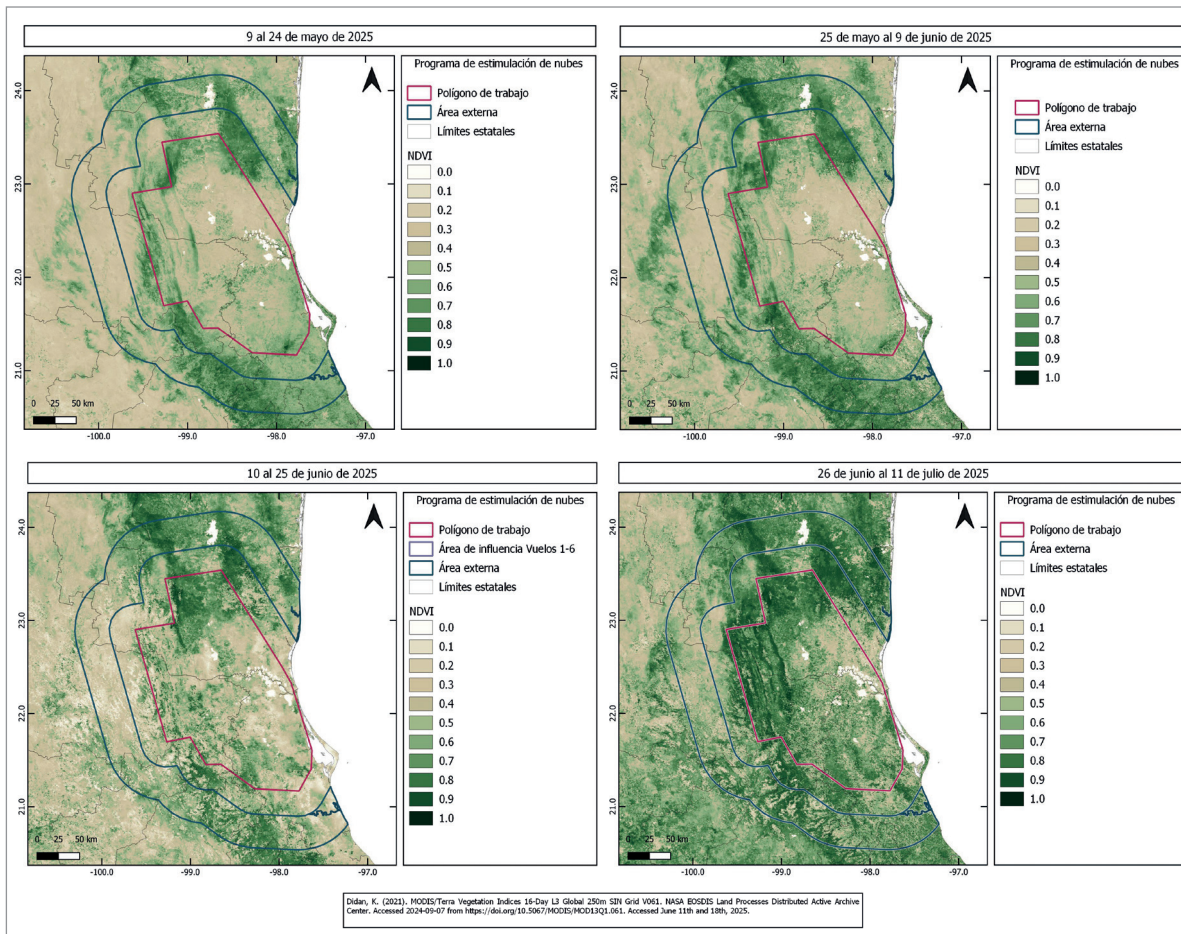 9 al 24 de mayo de 2025
Programa de estimulación de nubes
Polígono de trabajo
Área externa
Límites estatales
NDVI
0.0
0.1
0.2
0.3
0.4
0.5
0.6
0.7
0.8
0.9
1.0
24.0
23.0
22.0
21.0
0 25 50 km
-100.0 -99.0 -98.0 -97.0
25 de mayo al 9 de junio de 2025
Programa de estimulación de nubes
Polígono de trabajo
Área externa
Límites estatales
NDVI
0.0
0.1
0.2
0.3
0.4
0.5
0.6
0.7
0.8
0.9
1.0
24.0
23.0
22.0
21.0
0 25 50 km
-100.0 -99.0 -98.0 -97.0
10 al 25 de junio de 2025
Programa de estimulación de nubes
Polígono de trabajo
Área de influencia Vuelos 1-6
Área externa
Límites estatales
NDVI
0.0
0.1
0.2
0.3
0.4
0.5
0.6
0.7
0.8
0.9
1.0
24.0
23.0
22.0
21.0
0 25 50 km
-100.0 -99.0 -98.0 -97.0
26 de junio al 11 de julio de 2025
Programa de estimulación de nubes
Polígono de trabajo
Área externa
Límites estatales
NDVI
0.0
0.1
0.2
0.3
0.4
0.5
0.6
0.7
0.8
0.9
1.0
24.0
23.0
22.0
21.0
0 25 50 km
-100.0 -99.0 -98.0 -97.0
Didan, K. (2021). MODIS/Terra Vegetation Indices 16-Day L3 Global 250m SIN Grid V061. NASA EOSDIS Land Processes Distributed Active Archive
Center. Accessed 2024-09-07 from https://doi.org/10.5067/MODIS/MOD13Q1.061. Accessed June 11th and 18th, 2025.